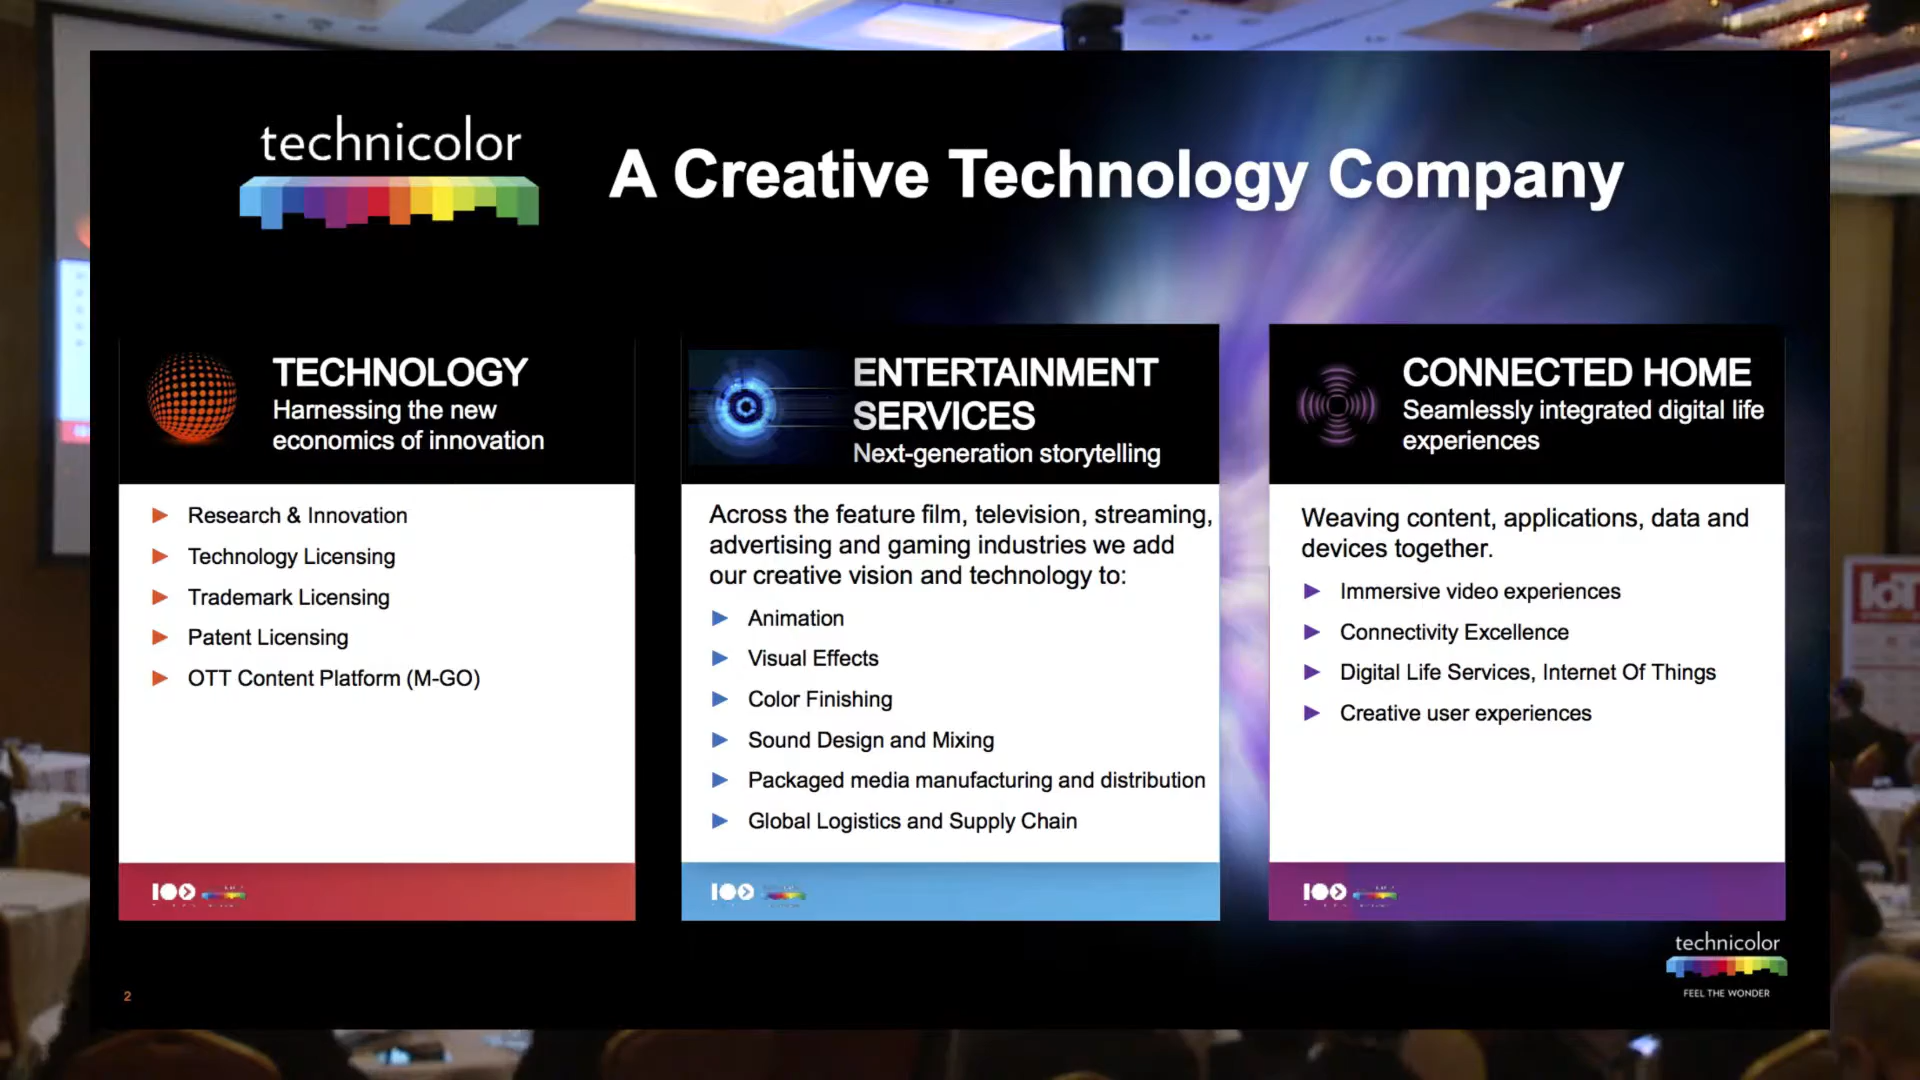 technicolor
A Creative Technology Company
TECHNOLOGY
Harnessing the new
economics of innovation
Research & Innovation
Technology Licensing
Trademark Licensing
Patent Licensing
OTT Content Platform (M-GO)
100
ENTERTAINMENT
SERVICES
Next-generation storytelling
Across the feature film, television, streaming,
advertising and gaming industries we add
our creative vision and technology to:
Animation
Visual Effects
Color Finishing
Sound Design and Mixing
Packaged media manufacturing and distribution
Global Logistics and Supply Chain
100
CONNECTED HOME
Seamlessly integrated digital life
experiences
Weaving content, applications, data and
devices together.
Immersive video experiences
Connectivity Excellence
Digital Life Services, Internet Of Things
Creative user experiences
100
technicolor
FEEL THE WONDER
2
IoT